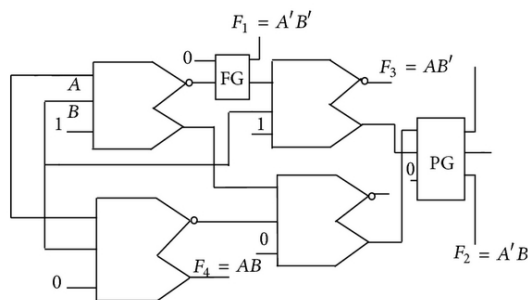 F₁ = A′B′
0
FG
F₃ = AB′
A
B
1
1
PG
0
0
F₄ = AB
0
F₂ = A′B